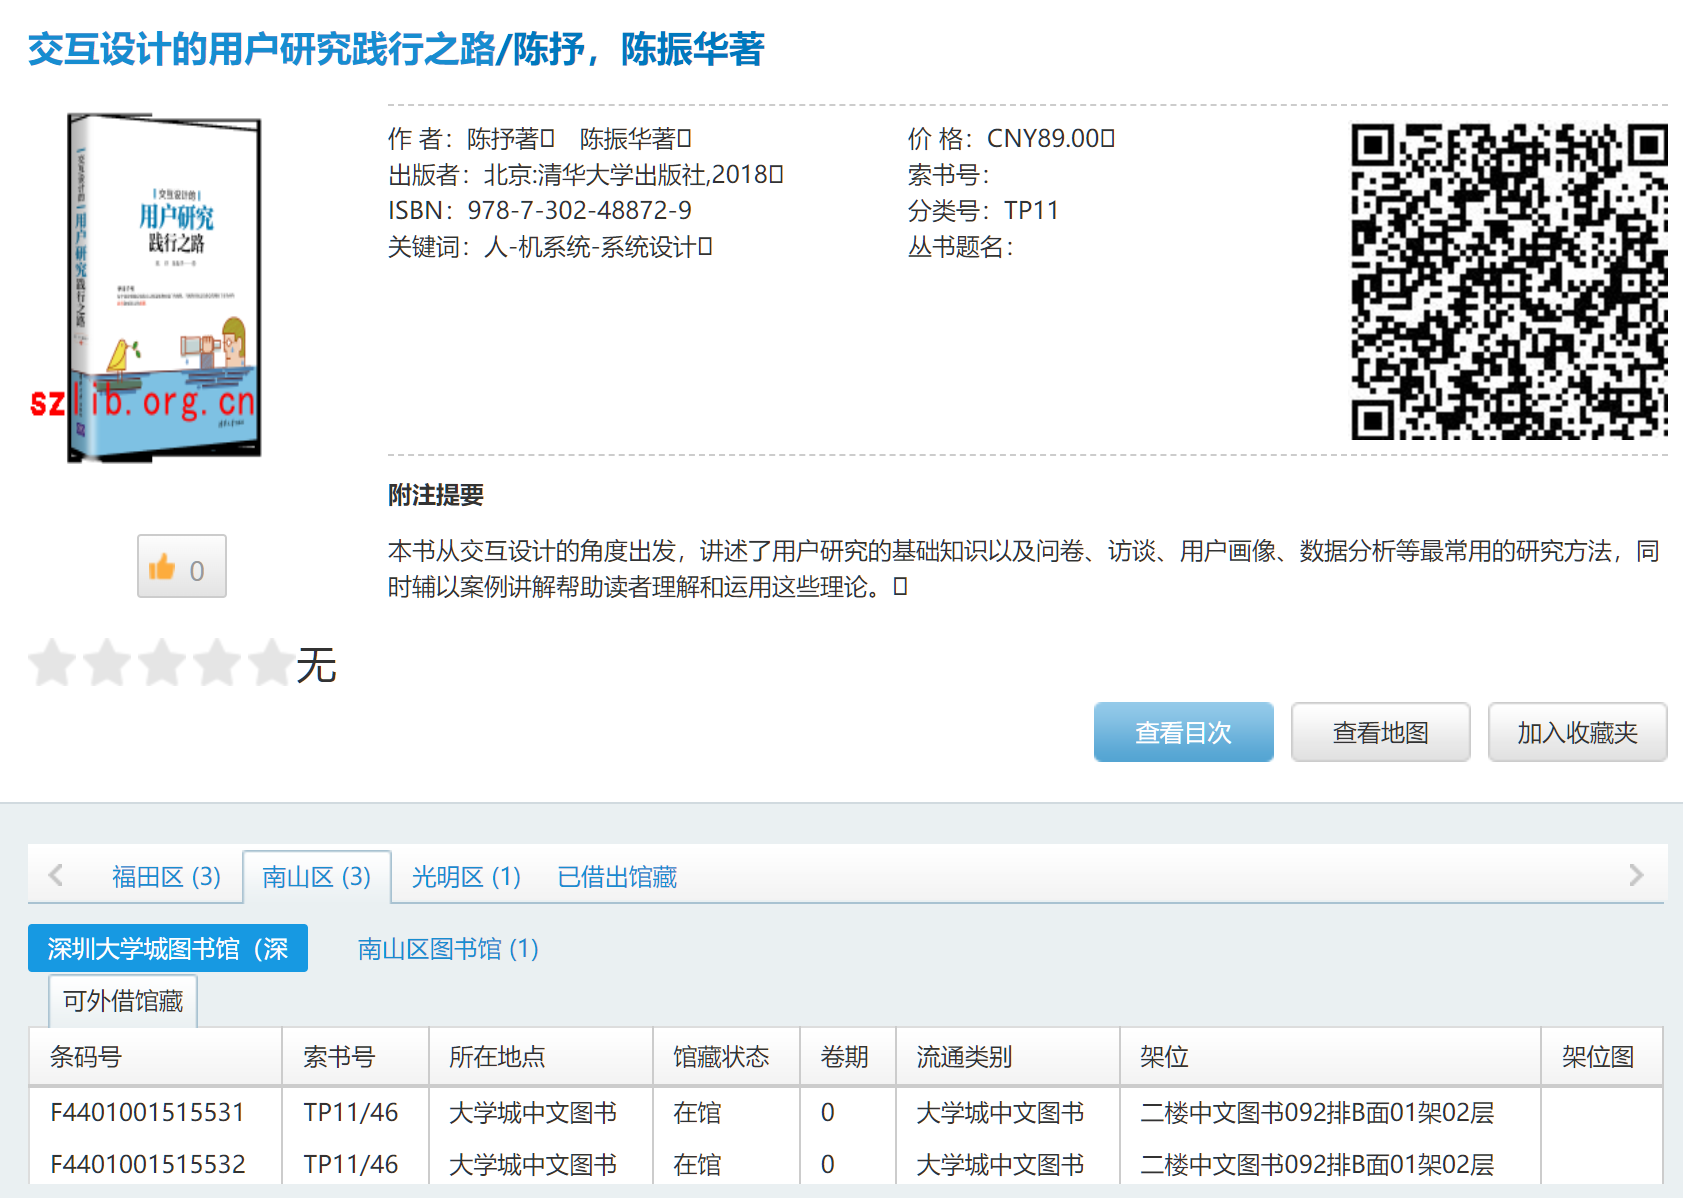 交互设计的用户研究践行之路/陈抒，陈振华著
交互设计的
用户研究
践行之路
交互设计的用户研究践行之路
szlib.org.cn
作 者：陈抒著 陈振华著
价 格：CNY89.00
出版者：北京:清华大学出版社,2018
索书号：
ISBN：978-7-302-48872-9
分类号：TP11
关键词：人-机系统-系统设计
丛书题名：
附注提要
本书从交互设计的角度出发，讲述了用户研究的基础知识以及问卷、访谈、用户画像、数据分析等最常用的研究方法，同
时辅以案例讲解帮助读者理解和运用这些理论。
0
无
查看目次 查看地图 加入收藏夹
福田区 (3) 南山区 (3) 光明区 (1) 已借出馆藏
深圳大学城图书馆（深 南山区图书馆 (1)
可外借馆藏
条码号 索书号 所在地点 馆藏状态 卷期 流通类别 架位 架位图
F4401001515531 TP11/46 大学城中文图书 在馆 0 大学城中文图书 二楼中文图书092排B面01架02层
F4401001515532 TP11/46 大学城中文图书 在馆 0 大学城中文图书 二楼中文图书092排B面01架02层